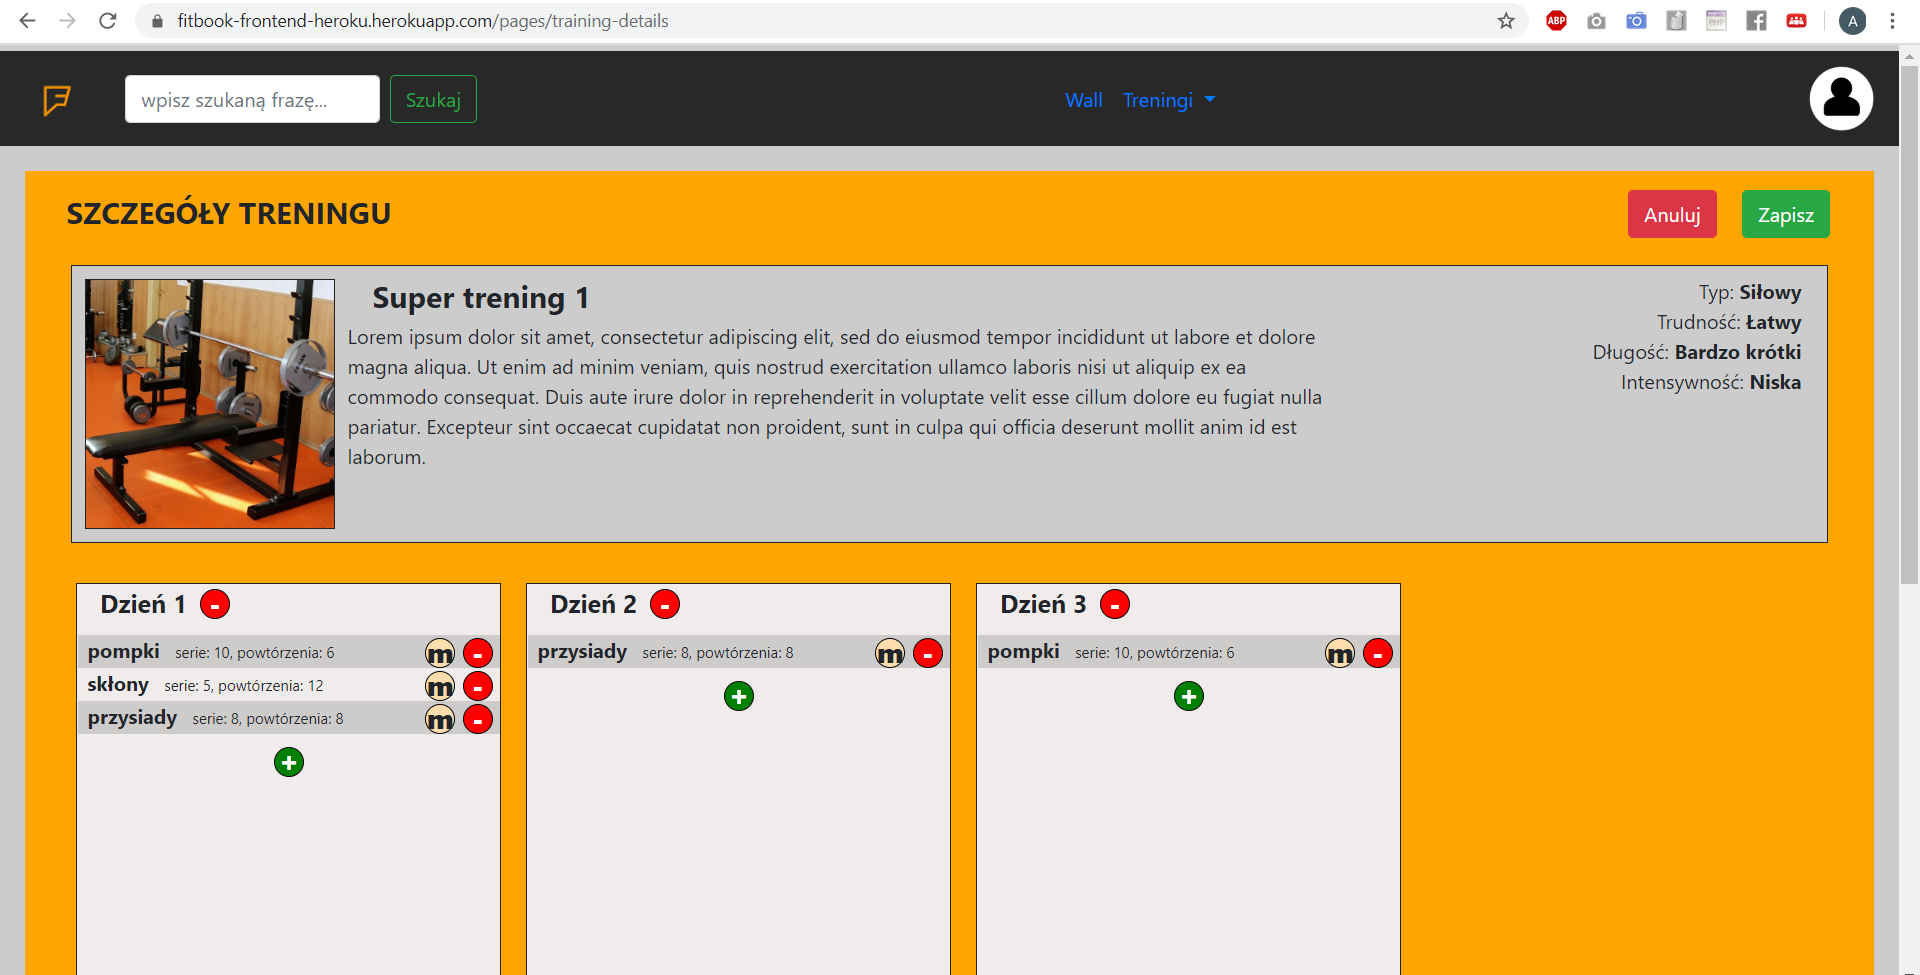 fitbook-frontend-heroku.herokuapp.com/pages/training-details
ABP
A
wpisz szukaną frazę...
Szukaj
Wall
Treningi
SZCZEGÓŁY TRENINGU
Anuluj
Zapisz
Super trening 1
Lorem ipsum dolor sit amet, consectetur adipiscing elit, sed do eiusmod tempor incididunt ut labore et dolore
magna aliqua. Ut enim ad minim veniam, quis nostrud exercitation ullamco laboris nisi ut aliquip ex ea
commodo consequat. Duis aute irure dolor in reprehenderit in voluptate velit esse cillum dolore eu fugiat nulla
pariatur. Excepteur sint occaecat cupidatat non proident, sunt in culpa qui officia deserunt mollit anim id est
laborum.
Typ: Siłowy
Trudność: Łatwy
Długość: Bardzo krótki
Intensywność: Niska
Dzień 1 -
pompki serie: 10, powtórzenia: 6 m -
skłony serie: 5, powtórzenia: 12 m -
przysiady serie: 8, powtórzenia: 8 m -
+
Dzień 2 -
przysiady serie: 8, powtórzenia: 8 m -
+
Dzień 3 -
pompki serie: 10, powtórzenia: 6 m -
+